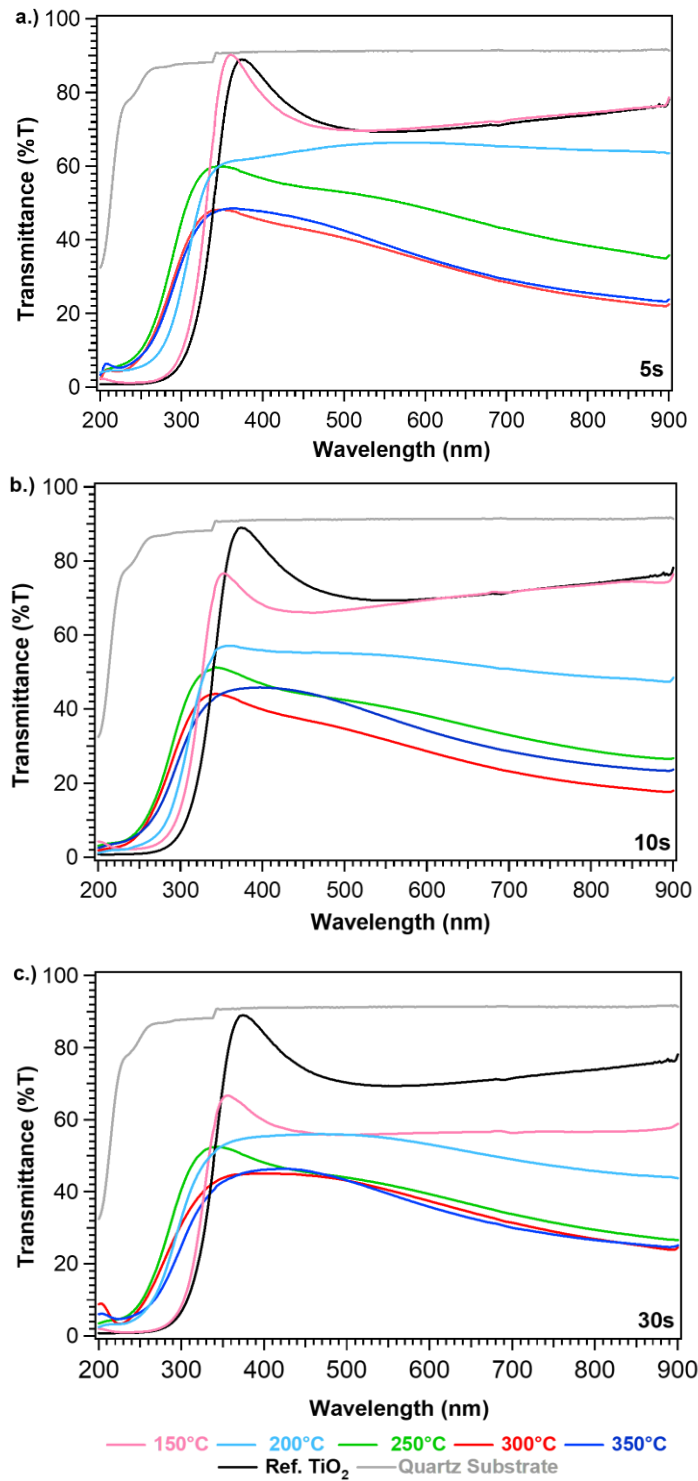 a.)
100
80
60
40
20
0
Transmittance (%T)
5s
200 300 400 500 600 700 800 900
Wavelength (nm)
b.)
100
80
60
40
20
0
Transmittance (%T)
10s
200 300 400 500 600 700 800 900
Wavelength (nm)
c.)
100
80
60
40
20
0
Transmittance (%T)
30s
200 300 400 500 600 700 800 900
Wavelength (nm)
150°C 200°C 250°C 300°C 350°C
Ref. TiO₂ Quartz Substrate